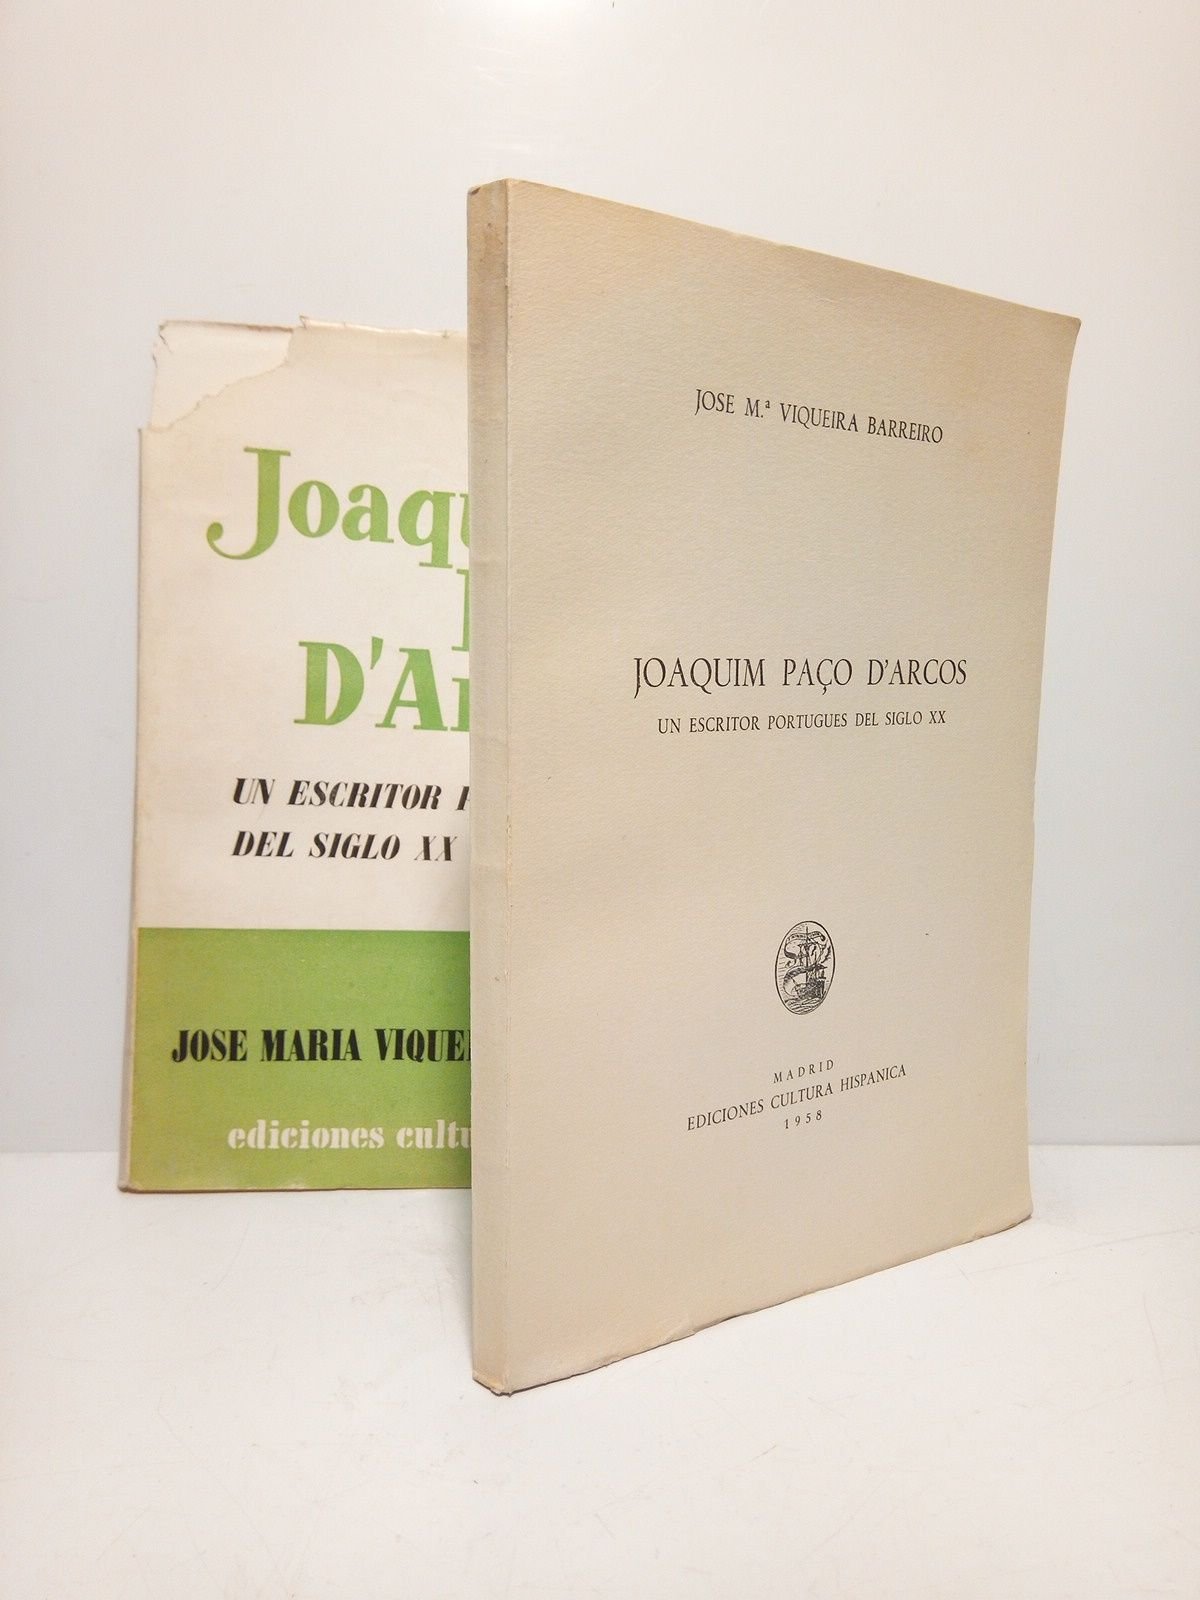 Joaqu
D'A
UN ESCRITOR
DEL SIGLO XX
JOSE MARIA VIQUE
ediciones cultu
JOSE M.ª VIQUEIRA BARREIRO
JOAQUIM PAÇO D'ARCOS
UN ESCRITOR PORTUGUES DEL SIGLO XX
MADRID
EDICIONES CULTURA HISPANICA
1958